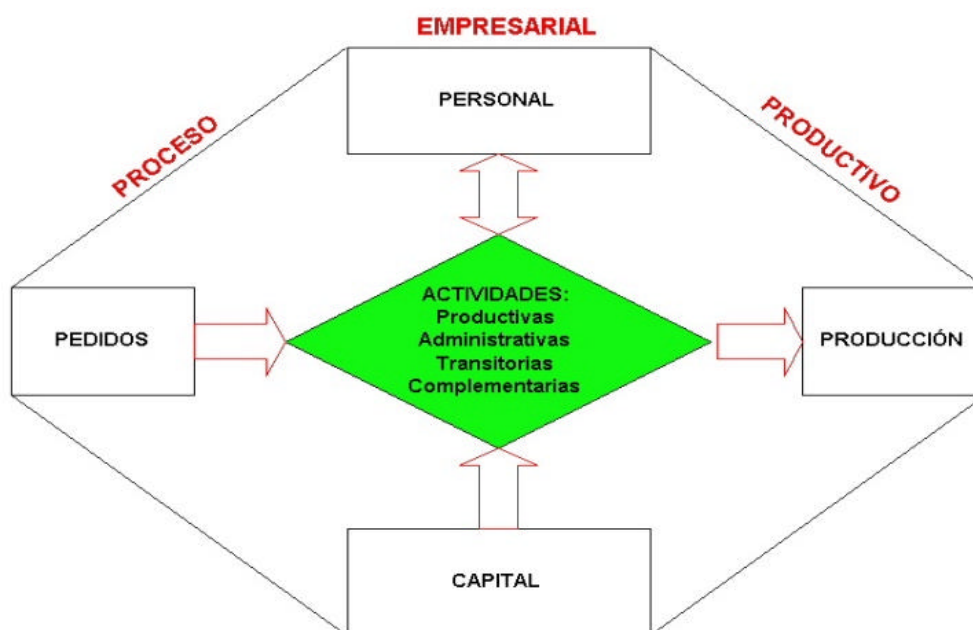 EMPRESARIAL
PERSONAL
PROCESO
PRODUCTIVO
ACTIVIDADES:
Productivas
Administrativas
Transitorias
Complementarias
PEDIDOS
PRODUCCIÓN
CAPITAL